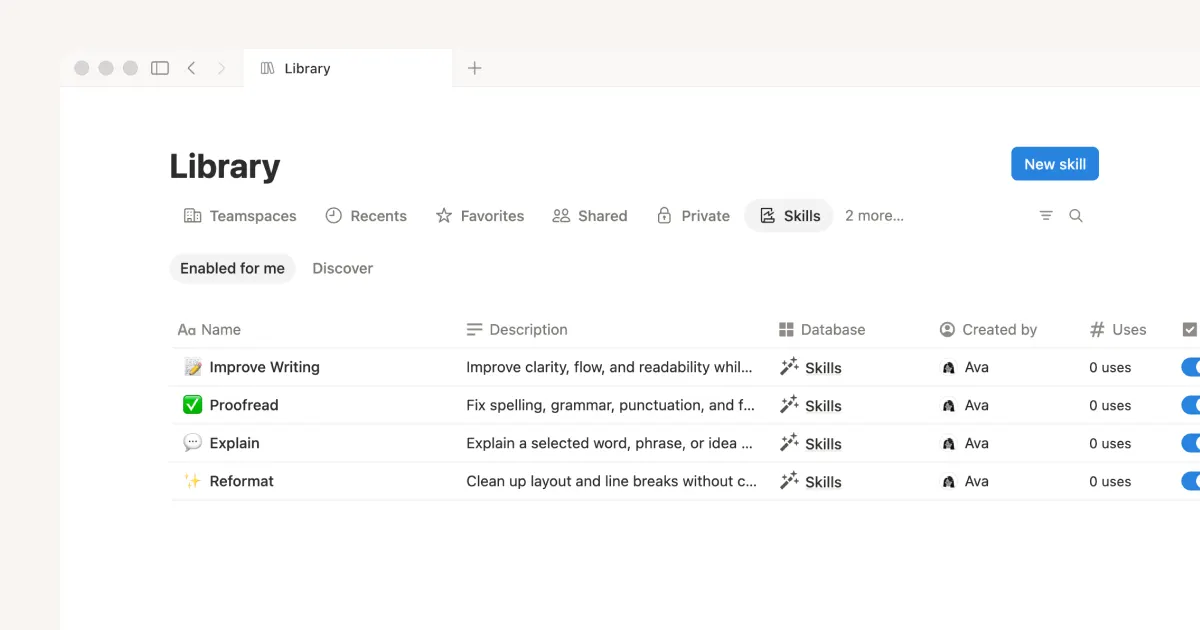 Library
Library
New skill
Teamspaces Recents Favorites Shared Private Skills 2 more...
Enabled for me Discover
Aa Name Description Database Created by # Uses
Improve Writing Improve clarity, flow, and readability whil... Skills Ava 0 uses
Proofread Fix spelling, grammar, punctuation, and f... Skills Ava 0 uses
Explain Explain a selected word, phrase, or idea ... Skills Ava 0 uses
Reformat Clean up layout and line breaks without c... Skills Ava 0 uses